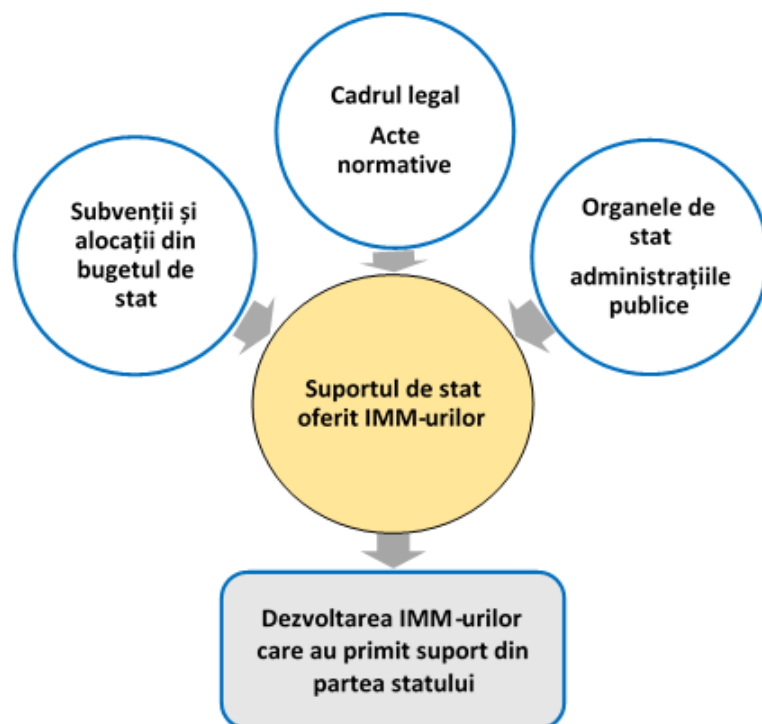 Cadrul legal
Acte
normative
Subvenții și
alocații din
bugetul de
stat
Organele de
stat
administrațiile
publice
Suportul de stat
oferit IMM-urilor
Dezvoltarea IMM-urilor
care au primit suport din
partea statului